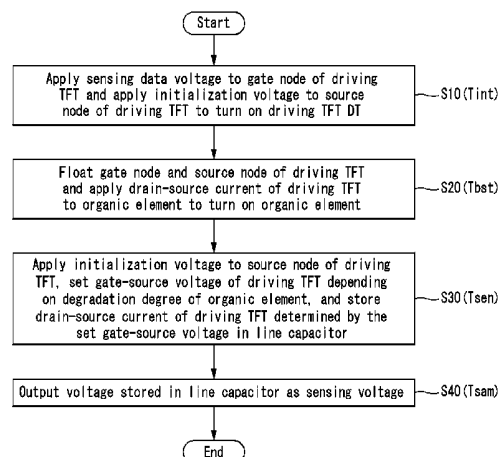 Start
Apply sensing data voltage to gate node of driving
TFT and apply initialization voltage to source
node of driving TFT to turn on driving TFT DT
S10(Tint)
Float gate node and source node of driving TFT
and apply drain-source current of driving TFT
to organic element to turn on organic element
S20(Tbst)
Apply initialization voltage to source node of driving
TFT, set gate-source voltage of driving TFT depending
on degradation degree of organic element, and store
drain-source current of driving TFT determined by the
set gate-source voltage in line capacitor
S30(Tsen)
Output voltage stored in line capacitor as sensing voltage
S40(Tsam)
End